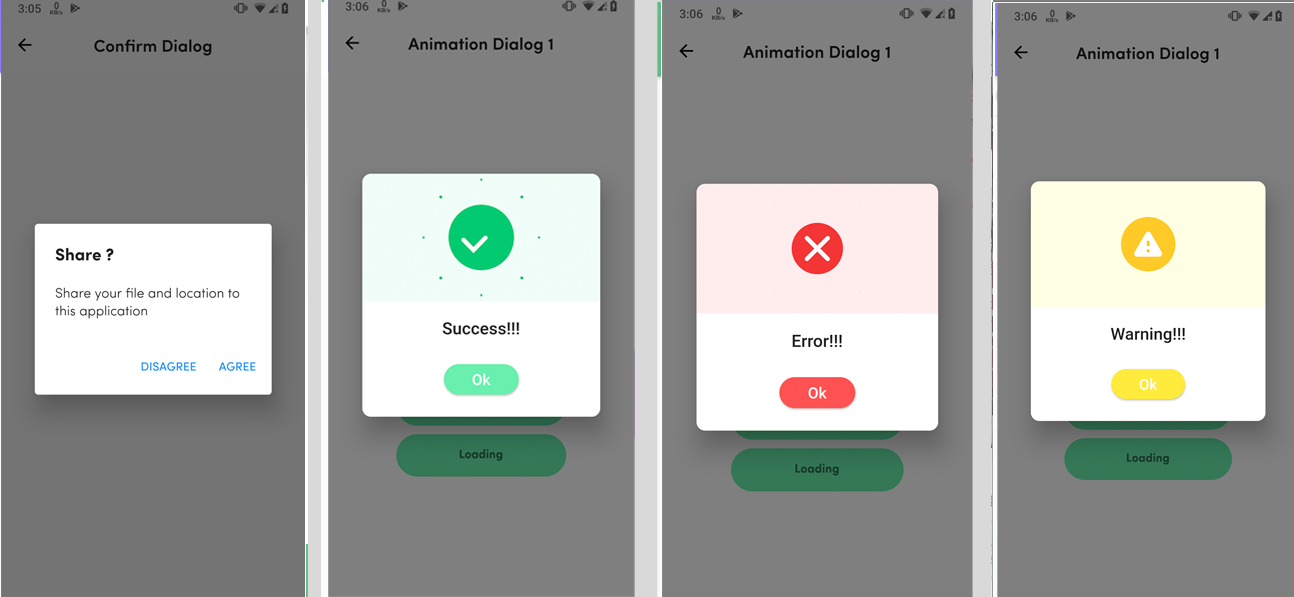 3:05 0 KB/s
Confirm Dialog
Share ?
Share your file and location to
this application
DISAGREE AGREE
3:06 0 KB/s
Animation Dialog 1
Success!!!
Ok
Loading
3:06 0 KB/s
Animation Dialog 1
Error!!!
Ok
Loading
3:06 0 KB/s
Animation Dialog 1
Warning!!!
Ok
Loading